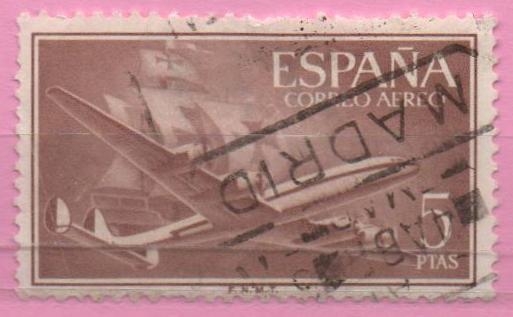 ESPAÑA
CORREO AEREO
MADRID
5
PTAS
F.N.M.T.